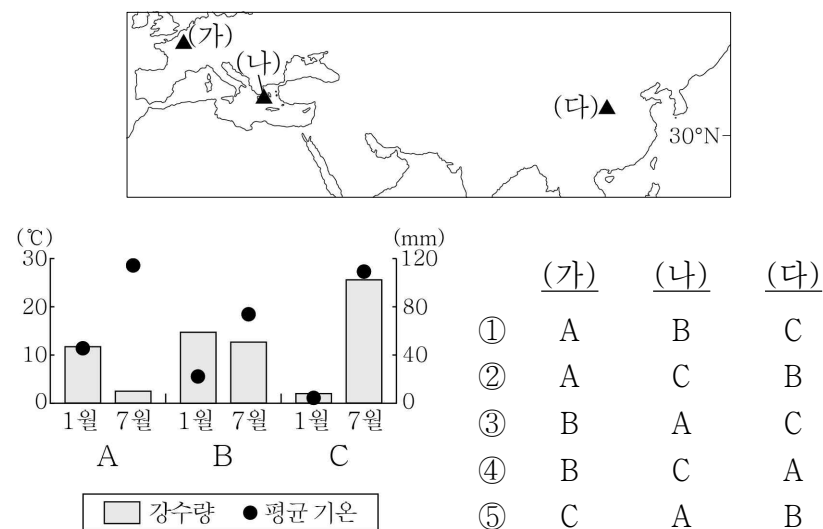 (가)
(나)
(다)
30°N
(℃)
(mm)
30
20
10
0
120
80
40
0
1월 7월 1월 7월 1월 7월
A B C
강수량 평균 기온
(가) (나) (다)
① A B C
② A C B
③ B A C
④ B C A
⑤ C A B